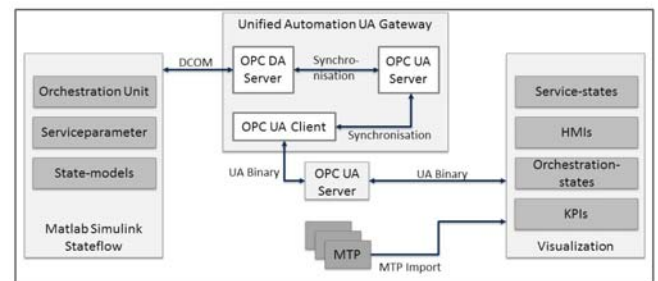 Unified Automation UA Gateway
DCOM
OPC DA
Server
Synchro-
nisation
OPC UA
Server
OPC UA Client
Synchronisation
UA Binary
OPC UA
Server
UA Binary
MTP
MTP Import
Orchestration Unit
Serviceparameter
State-models
Matlab Simulink
Stateflow
Service-states
HMIs
Orchestration-
states
KPIs
Visualization